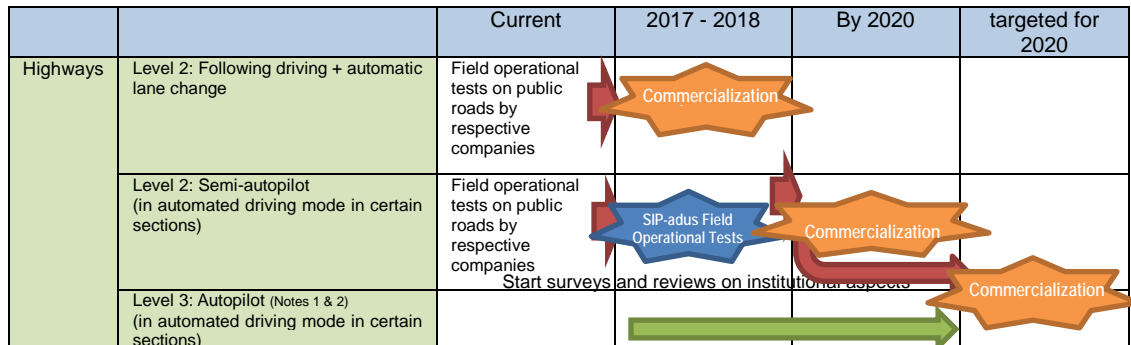 Current
2017 - 2018
By 2020
targeted for
2020
Highways
Level 2: Following driving + automatic
lane change
Field operational
tests on public
roads by
respective
companies
Commercialization
Level 2: Semi-autopilot
(in automated driving mode in certain
sections)
Field operational
tests on public
roads by
respective
companies
SIP-adus Field
Operational Tests
Commercialization
Start surveys and reviews on institutional aspects
Commercialization
Level 3: Autopilot (Notes 1 & 2)
(in automated driving mode in certain
sections)